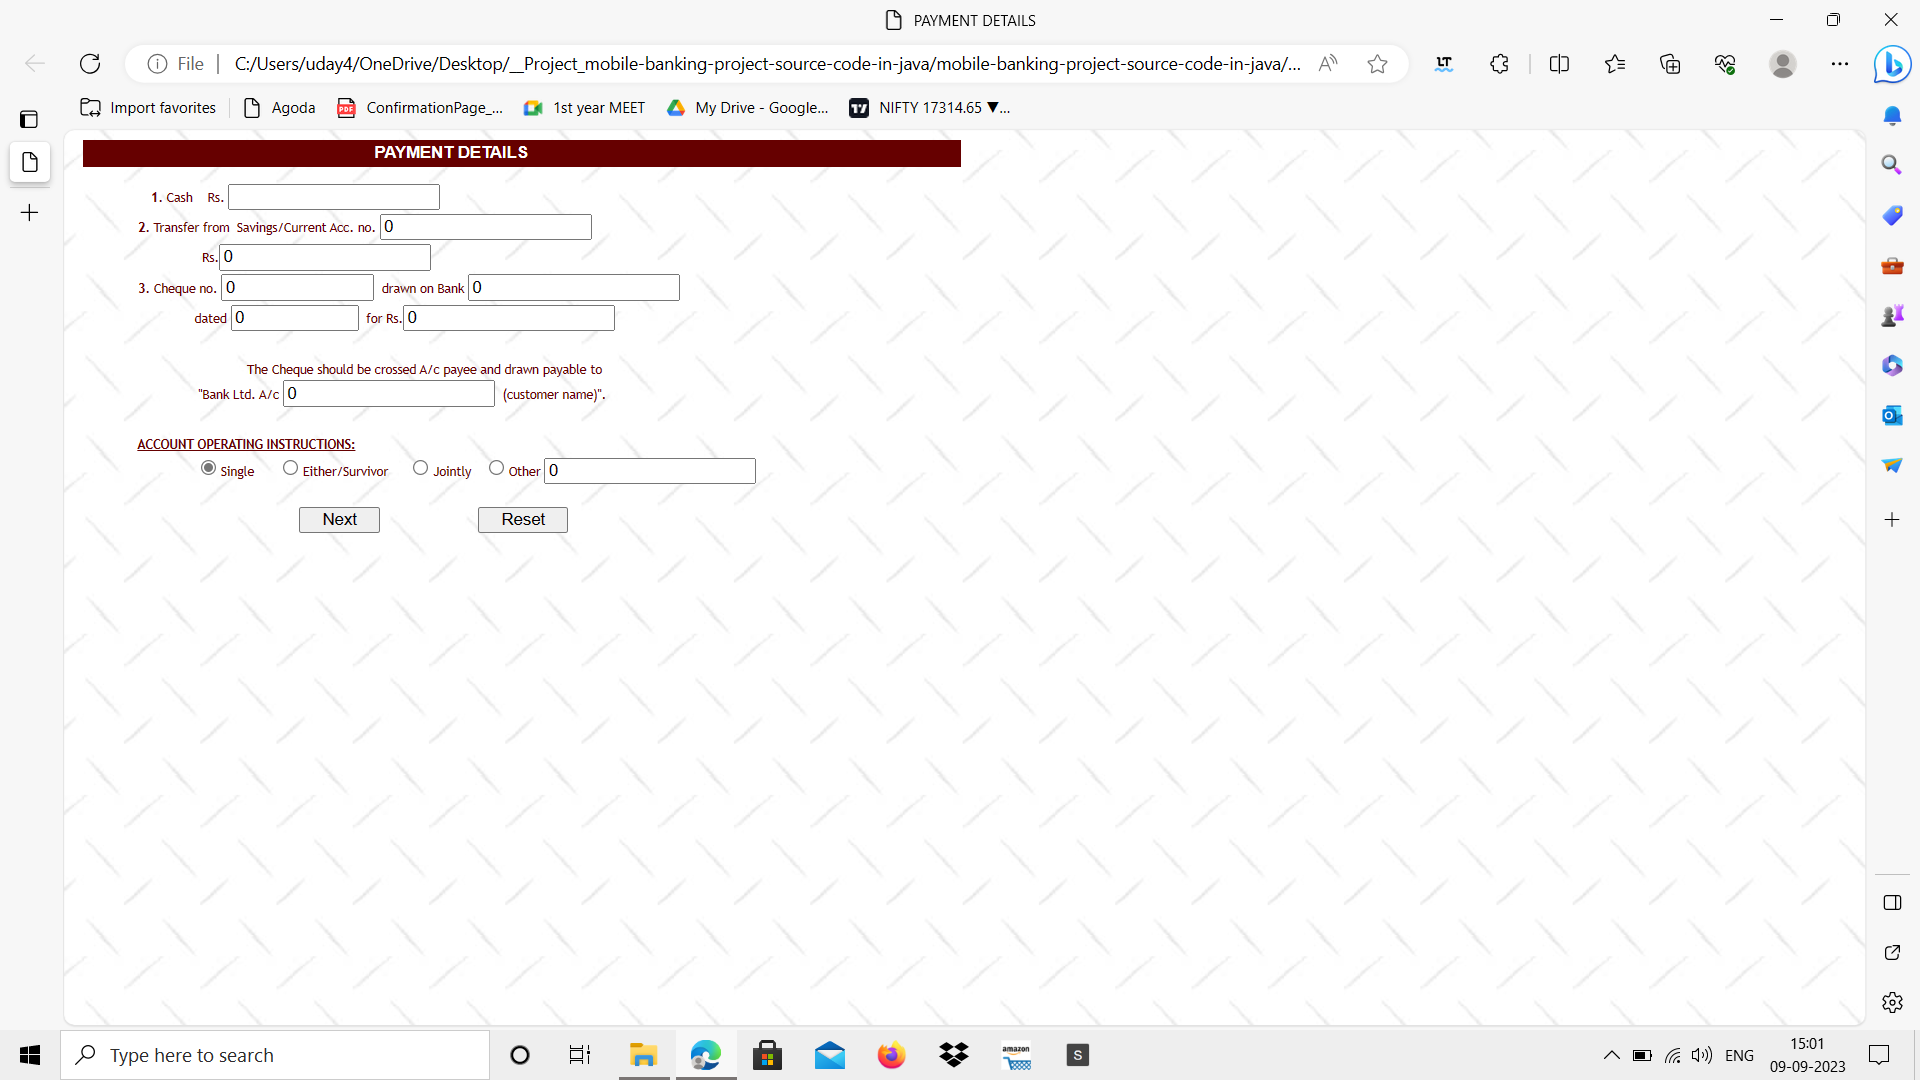 PAYMENT DETAILS
File C:/Users/uday4/OneDrive/Desktop/__Project_mobile-banking-project-source-code-in-java/mobile-banking-project-source-code-in-java/...
Import favorites Agoda ConfirmationPage_... 1st year MEET My Drive - Google... NIFTY 17314.65 ▼...
PAYMENT DETAILS
1. Cash Rs.
2. Transfer from Savings/Current Acc. no. 0
Rs. 0
3. Cheque no. 0 drawn on Bank 0
dated 0 for Rs. 0
The Cheque should be crossed A/c payee and drawn payable to
"Bank Ltd. A/c 0 (customer name)".
ACCOUNT OPERATING INSTRUCTIONS:
Single Either/Survivor Jointly Other 0
Next Reset
Type here to search
amazon
S
ENG
15:01
09-09-2023